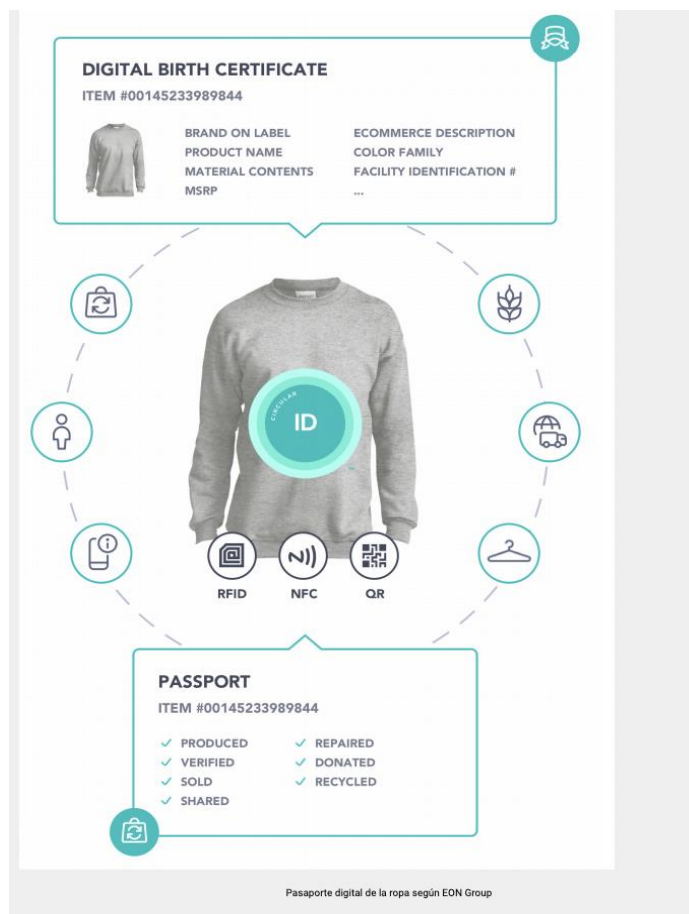 DIGITAL BIRTH CERTIFICATE
ITEM #00145233989844
BRAND ON LABEL
PRODUCT NAME
MATERIAL CONTENTS
MSRP
ECOMMERCE DESCRIPTION
COLOR FAMILY
FACILITY IDENTIFICATION #
...
CIRCULAR
ID
RFID
NFC
QR
PASSPORT
ITEM #00145233989844
PRODUCED
VERIFIED
SOLD
SHARED
REPAIRED
DONATED
RECYCLED
Pasaporte digital de la ropa según EON Group